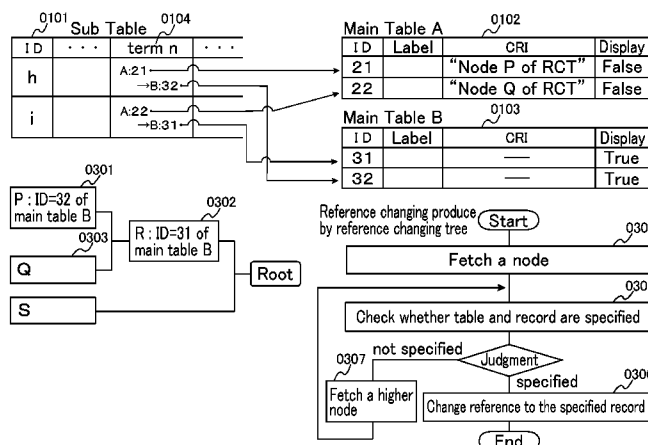 0101 Sub Table 0104
ID ··· term n ···
h A:21
→B:32
i A:22
→B:31
0102
Main Table A
ID Label CRI Display
21 “Node P of RCT” False
22 “Node Q of RCT” False
Main Table B 0103
ID Label CRI Display
31 — True
32 — True
0301
P : ID=32 of
main table B
0302
R : ID=31 of
main table B
0303
Q
S
Root
Reference changing produce
by reference changing tree
Start
Fetch a node
Check whether table and record are specified
not specified
Judgment
specified
0307
Fetch a higher
node
Change reference to the specified record
End